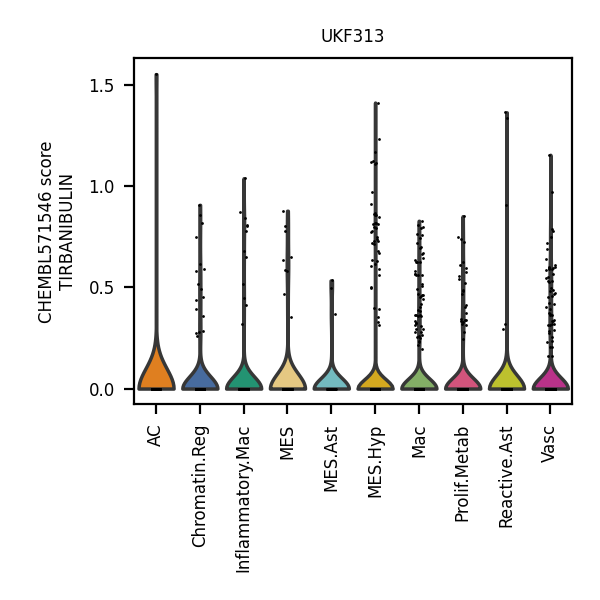 UKF313
CHEMBL571546 score
TIRBANIBULIN
1.5
1.0
0.5
0.0
AC
Chromatin.Reg
Inflammatory.Mac
MES
MES.Ast
MES.Hyp
Mac
Prolif.Metab
Reactive.Ast
Vasc